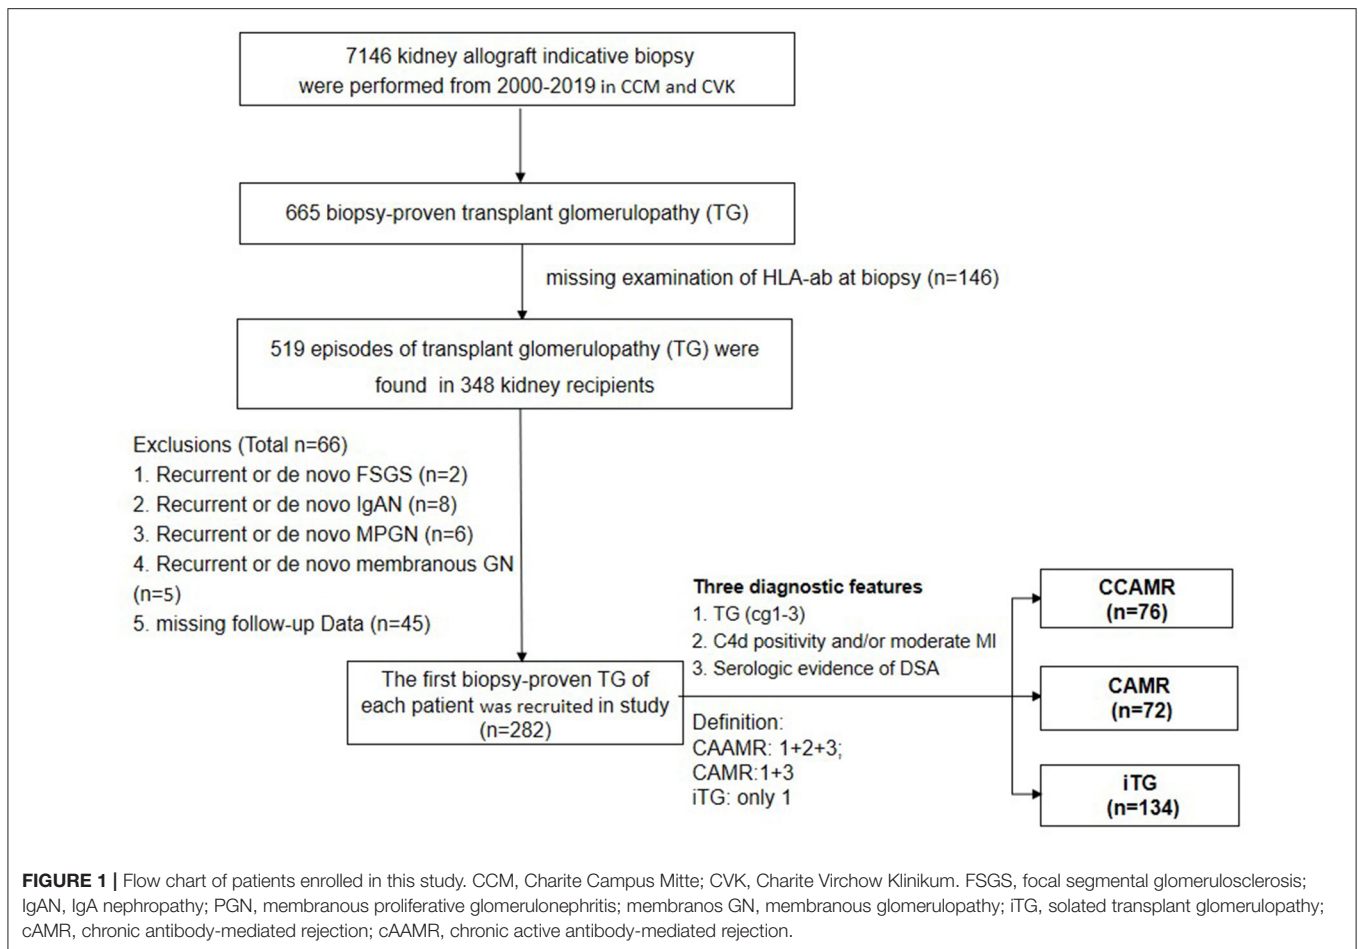 7146 kidney allograft indicative biopsy
were performed from 2000-2019 in CCM and CVK
665 biopsy-proven transplant glomerulopathy (TG)
missing examination of HLA-ab at biopsy (n=146)
519 episodes of transplant glomerulopathy (TG) were
found in 348 kidney recipients
Exclusions (Total n=66)
1. Recurrent or de novo FSGS (n=2)
2. Recurrent or de novo IgAN (n=8)
3. Recurrent or de novo MPGN (n=6)
4. Recurrent or de novo membranous GN
(n=5)
5. missing follow-up Data (n=45)
The first biopsy-proven TG of
each patient was recruited in study
(n=282)
Three diagnostic features
1. TG (cg1-3)
2. C4d positivity and/or moderate MI
3. Serologic evidence of DSA
Definition:
CAAMR: 1+2+3;
CAMR:1+3
iTG: only 1
CCAMR
(n=76)
CAMR
(n=72)
iTG
(n=134)
FIGURE 1 | Flow chart of patients enrolled in this study. CCM, Charite Campus Mitte; CVK, Charite Virchow Klinikum. FSGS, focal segmental glomerulosclerosis;
IgAN, IgA nephropathy; PGN, membranous proliferative glomerulonephritis; membranos GN, membranous glomerulopathy; iTG, solated transplant glomerulopathy;
cAMR, chronic antibody-mediated rejection; cAAMR, chronic active antibody-mediated rejection.